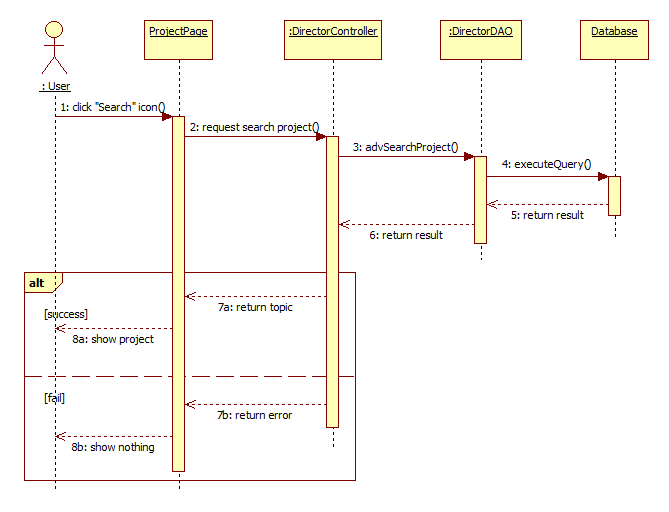 ProjectPage
:DirectorController
:DirectorDAO
Database
: User
1: click "Search" icon()
2: request search project()
3: advSearchProject()
4: executeQuery()
5: return result
6: return result
alt
7a: return topic
[success]
8a: show project
[fail]
7b: return error
8b: show nothing